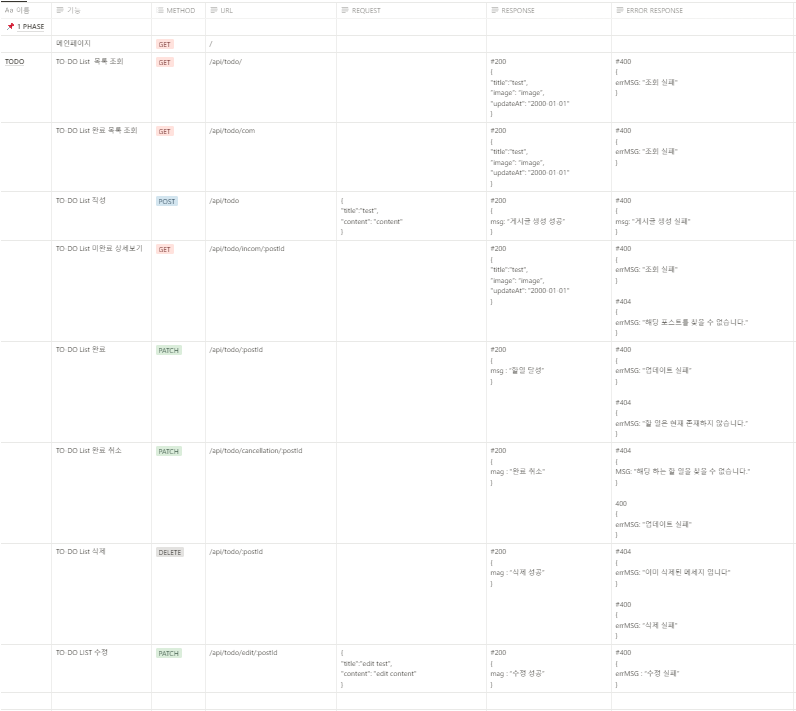 Aa 이름 기능 METHOD URL REQUEST RESPONSE ERROR RESPONSE
📌 1 PHASE
메인페이지 GET /
TODO TO-DO List 목록 조회 GET /api/todo/ #200 #400
{ {
"title":"test", errMSG: "조회 실패"
"image": "image", }
"updateAt": "2000-01-01"
}
TO-DO List 완료 목록 조회 GET /api/todo/com #200 #400
{ {
"title":"test", errMSG: "조회 실패"
"image": "image", }
"updateAt": "2000-01-01"
}
TO-DO List 작성 POST /api/todo { #200 #400
"title":"test", { {
"content": "content" msg: "게시글 생성 성공" msg: "게시글 생성 실패"
} } }
TO-DO List 미완료 상세보기 GET /api/todo/incom/:postId #200 #400
{ {
"title":"test", errMSG: "조회 실패"
"image": "image", }
"updateAt": "2000-01-01"
} #404
{
errMSG: "해당 포스트를 찾을 수 없습니다."
}
TO-DO List 완료 PATCH /api/todo/:postId #200 #400
{ {
msg : "할일 달성" errMSG: "업데이트 실패"
} }
#404
{
errMSG: "할 일은 현재 존재하지 않습니다."
}
TO-DO List 완료 취소 PATCH /api/todo/cancellation/:postId #200 #404
{ {
mag : "완료 취소" MSG: "해당 하는 할 일을 찾을 수 없습니다."
} }
400
{
errMSG: "업데이트 실패"
}
TO-DO List 삭제 DELETE /api/todo/:postId #200 #404
{ {
mag : "삭제 성공" errMSG: "이미 삭제된 메세지 입니다"
} }
#400
{
errMSG: "삭제 실패"
}
TO-DO LIST 수정 PATCH /api/todo/edit/:postId { #200 #400
"title":"edit test", { {
"content": "edit content" mag : "수정 성공" errMSG : "수정 실패"
} } }